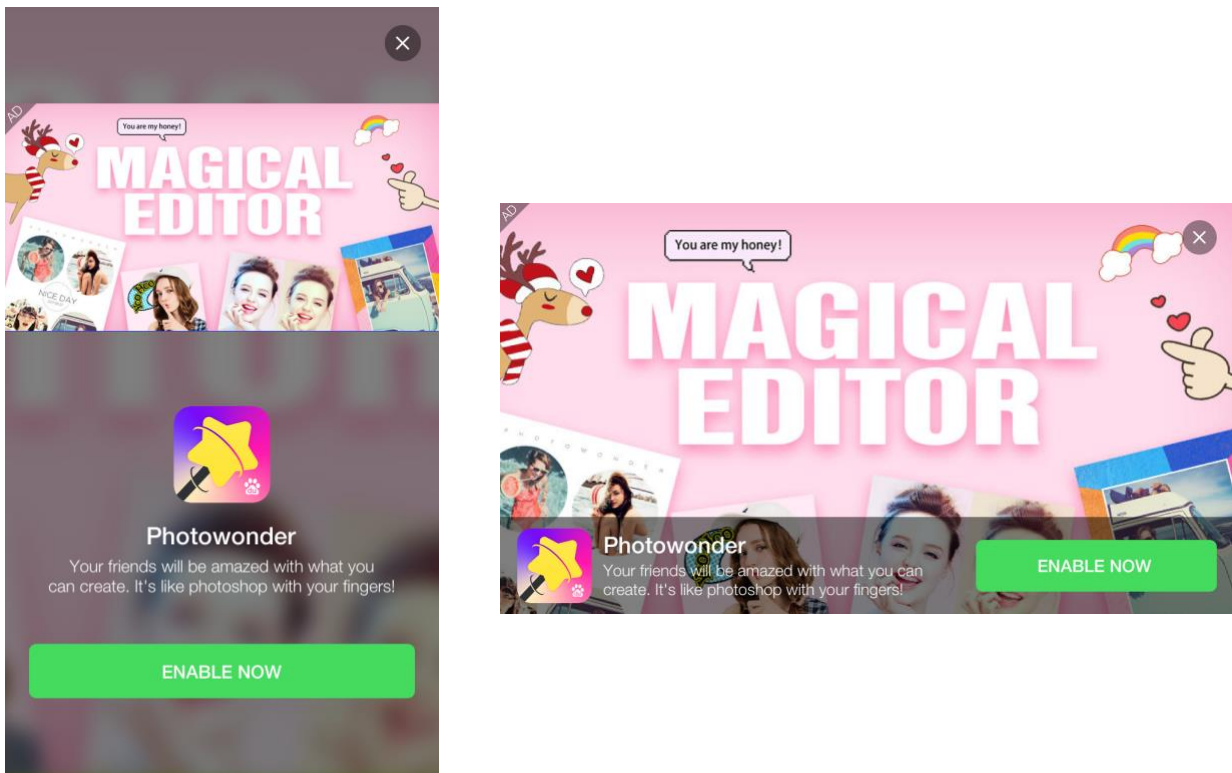 AD
You are my honey!
MAGICAL
EDITOR
PHOTOWONDER
NICE DAY
Photowonder
Your friends will be amazed with what you
can create. It's like photoshop with your fingers!
ENABLE NOW
AD
You are my honey!
MAGICAL
EDITOR
PHOTOWONDER
Photowonder
Your friends will be amazed with what you can
create. It's like photoshop with your fingers!
ENABLE NOW